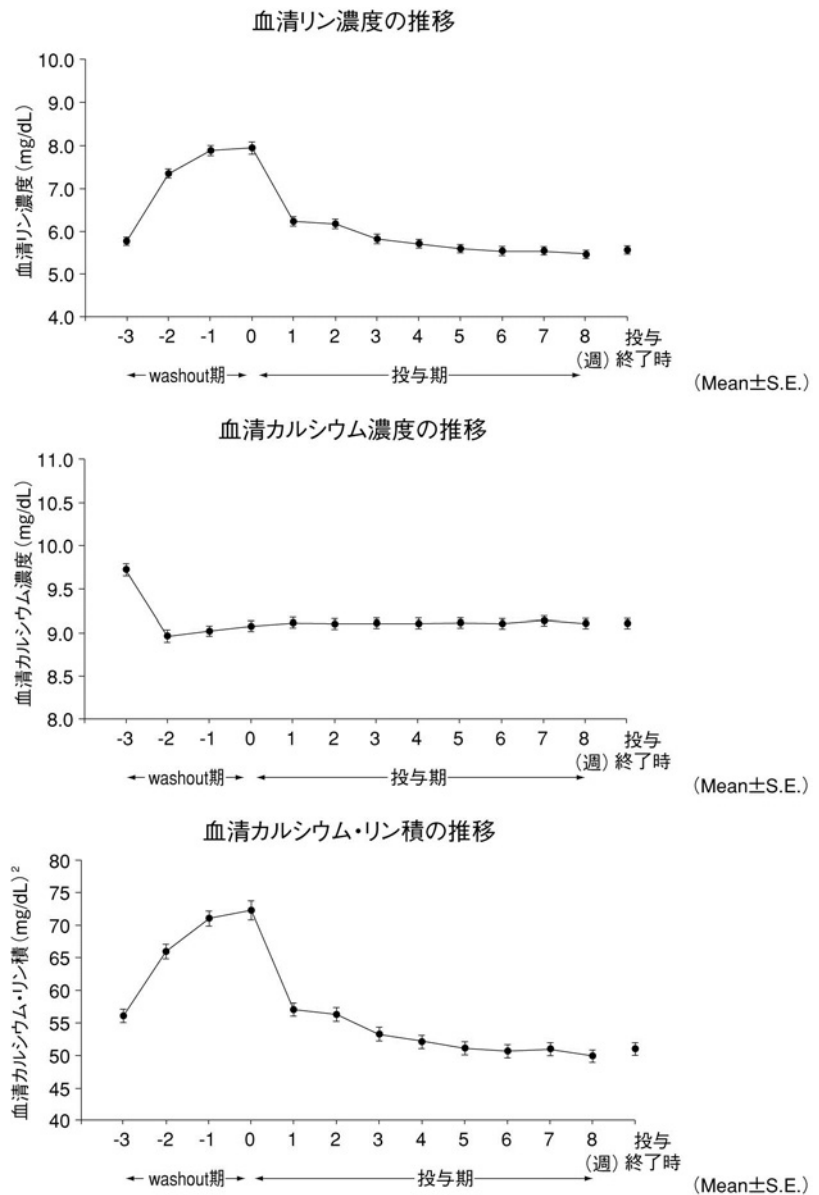 血清リン濃度の推移
血清リン濃度(mg/dL)
10.0
9.0
8.0
7.0
6.0
5.0
4.0
-3 -2 -1 0 1 2 3 4 5 6 7 8 投与
(週) 終了時
washout期 投与期
(Mean±S.E.)
血清カルシウム濃度の推移
血清カルシウム濃度(mg/dL)
11.0
10.5
10.0
9.5
9.0
8.5
8.0
-3 -2 -1 0 1 2 3 4 5 6 7 8 投与
(週) 終了時
washout期 投与期
(Mean±S.E.)
血清カルシウム・リン積の推移
血清カルシウム・リン積(mg/dL)²
80
75
70
65
60
55
50
45
40
-3 -2 -1 0 1 2 3 4 5 6 7 8 投与
(週) 終了時
washout期 投与期
(Mean±S.E.)